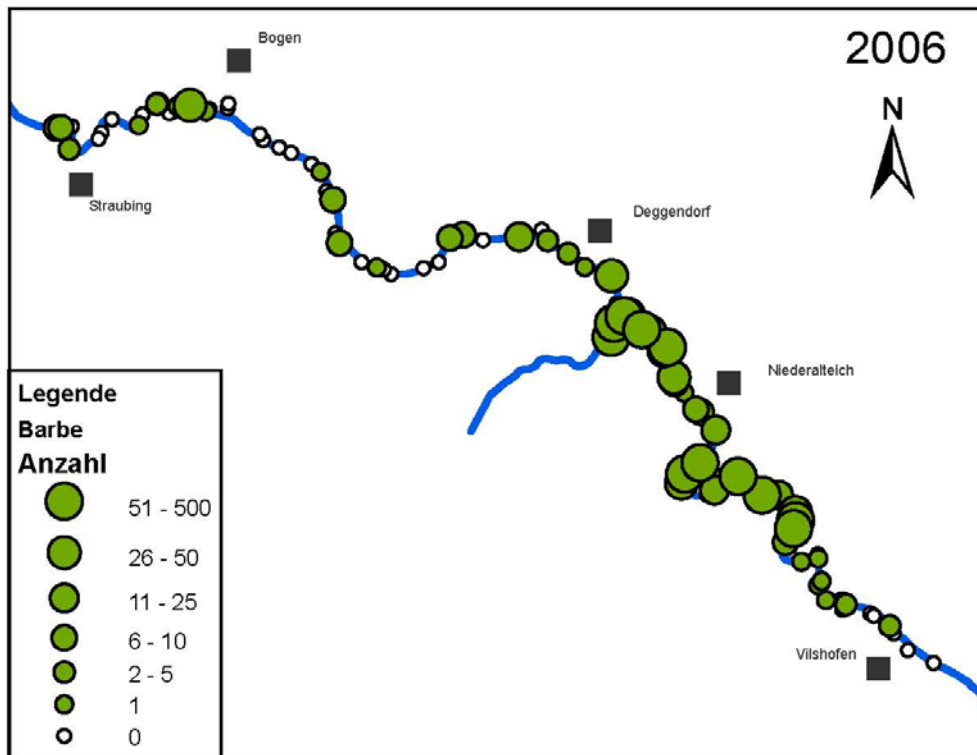 Bogen
2006
N
Straubing
Deggendorf
Niederalteich
Vilshofen
Legende
Barbe
Anzahl
51 - 500
26 - 50
11 - 25
6 - 10
2 - 5
1
0